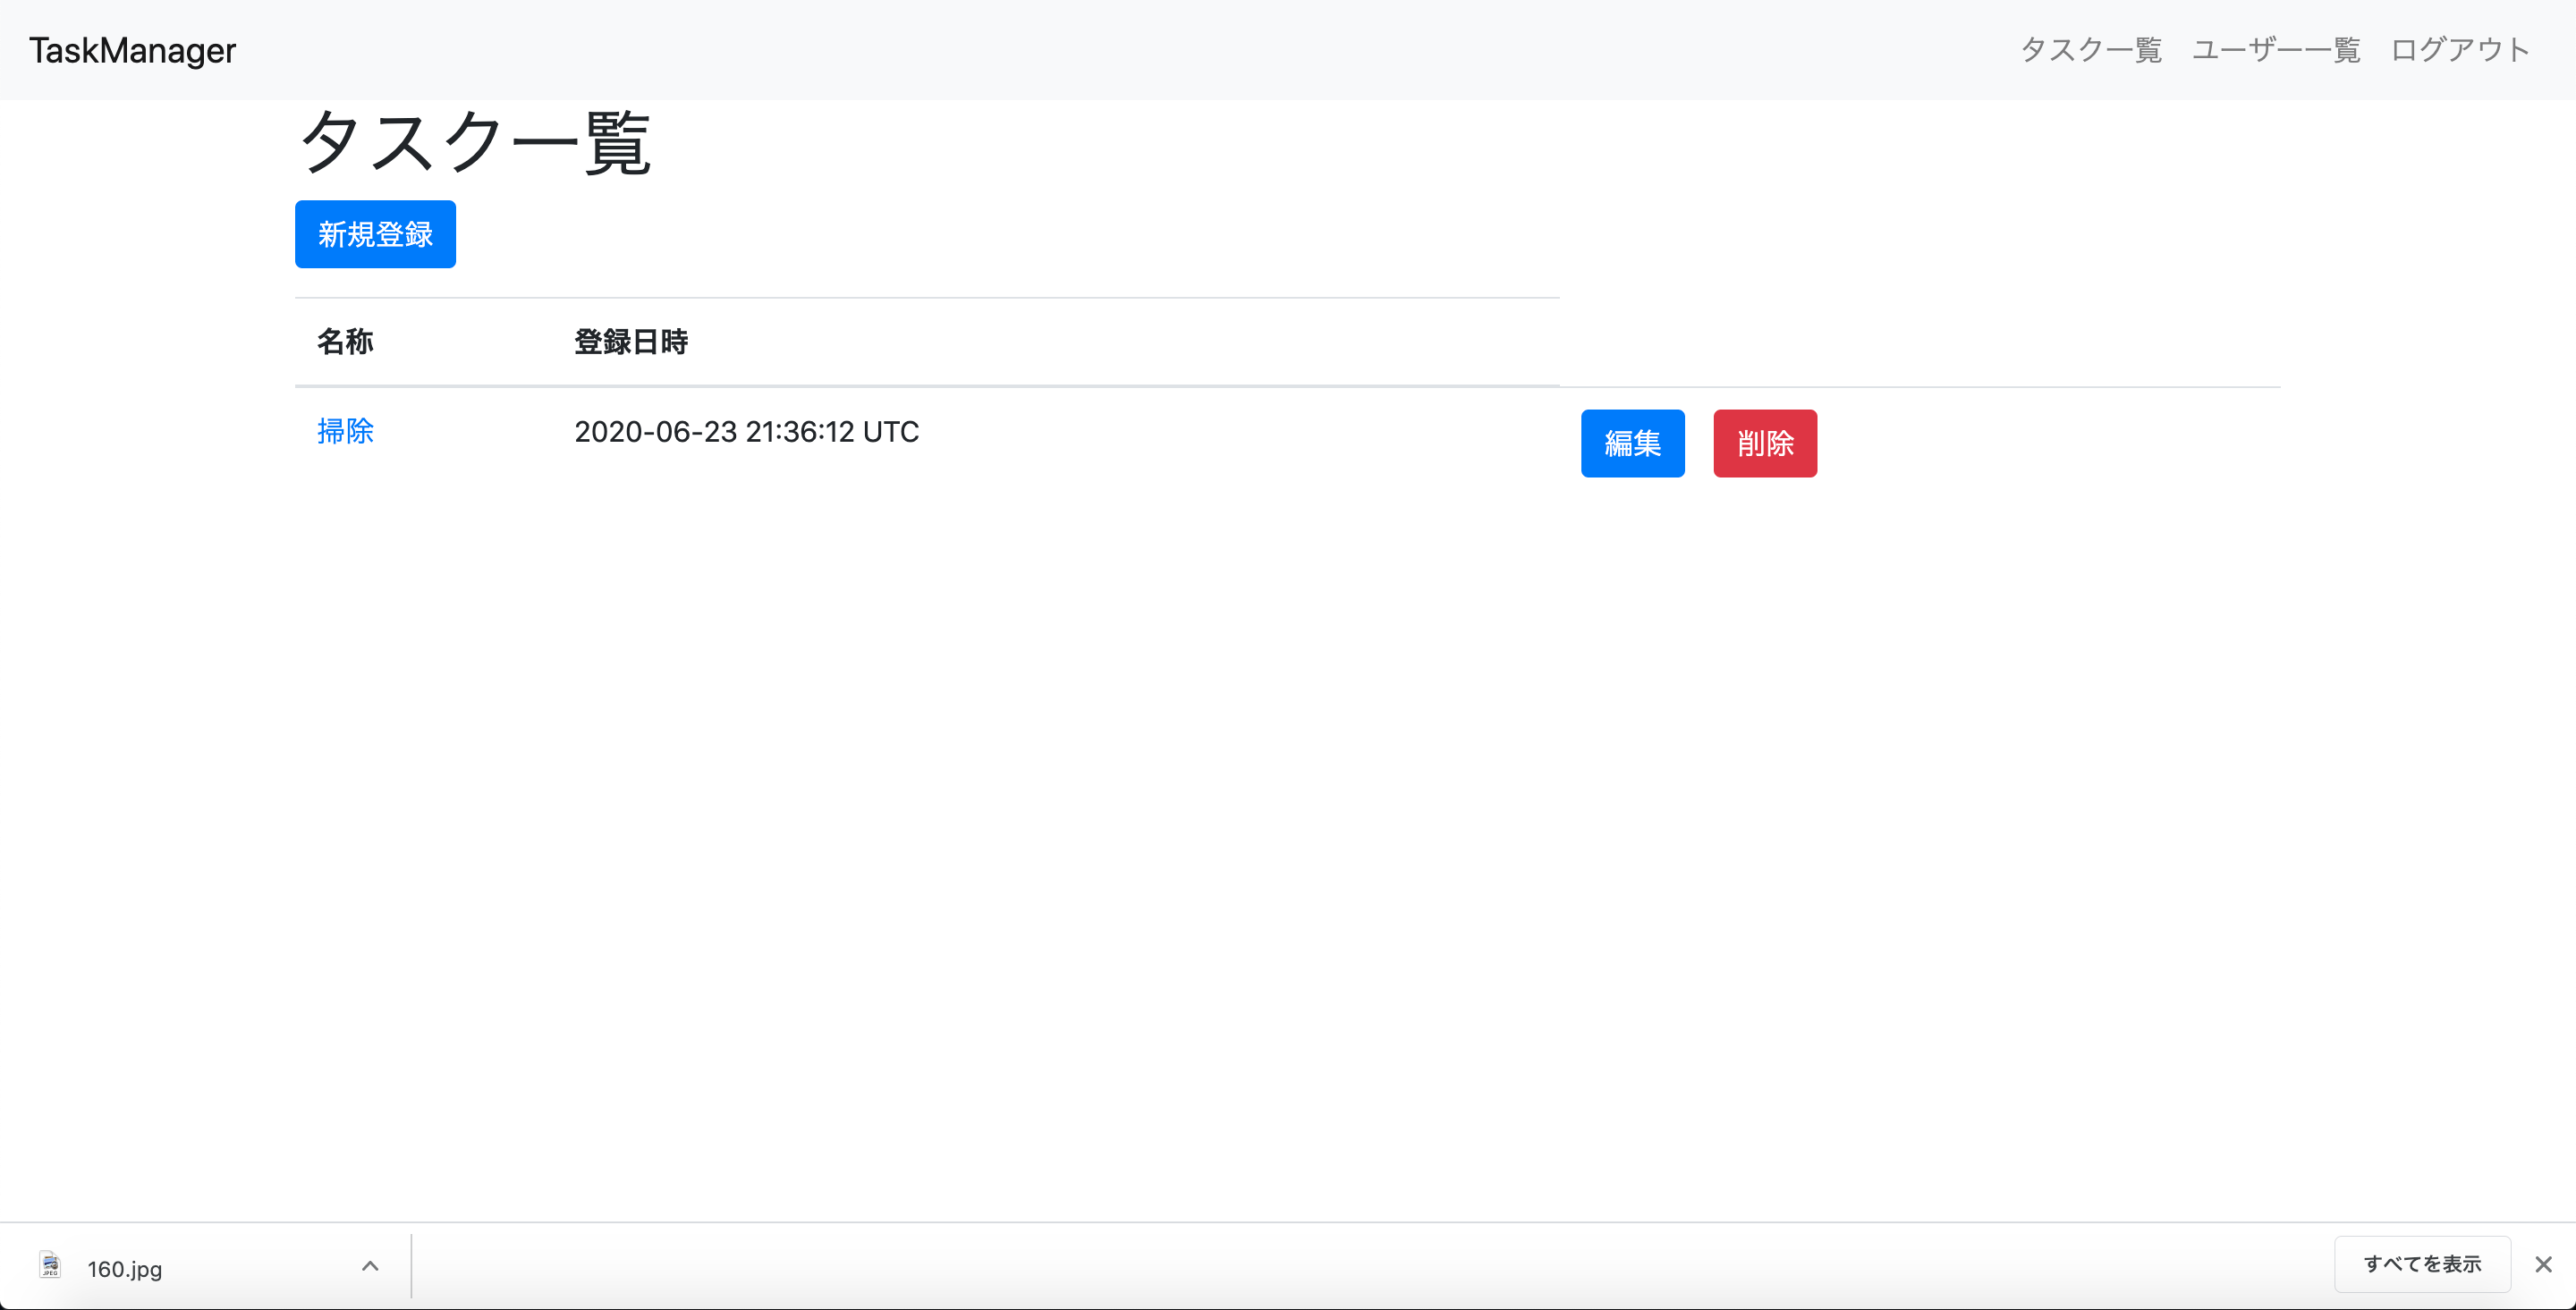 TaskManager タスク一覧 ユーザー一覧 ログアウト
タスク一覧
新規登録
名称 登録日時
掃除 2020-06-23 21:36:12 UTC 編集 削除
JPEG 160.jpg すべてを表示